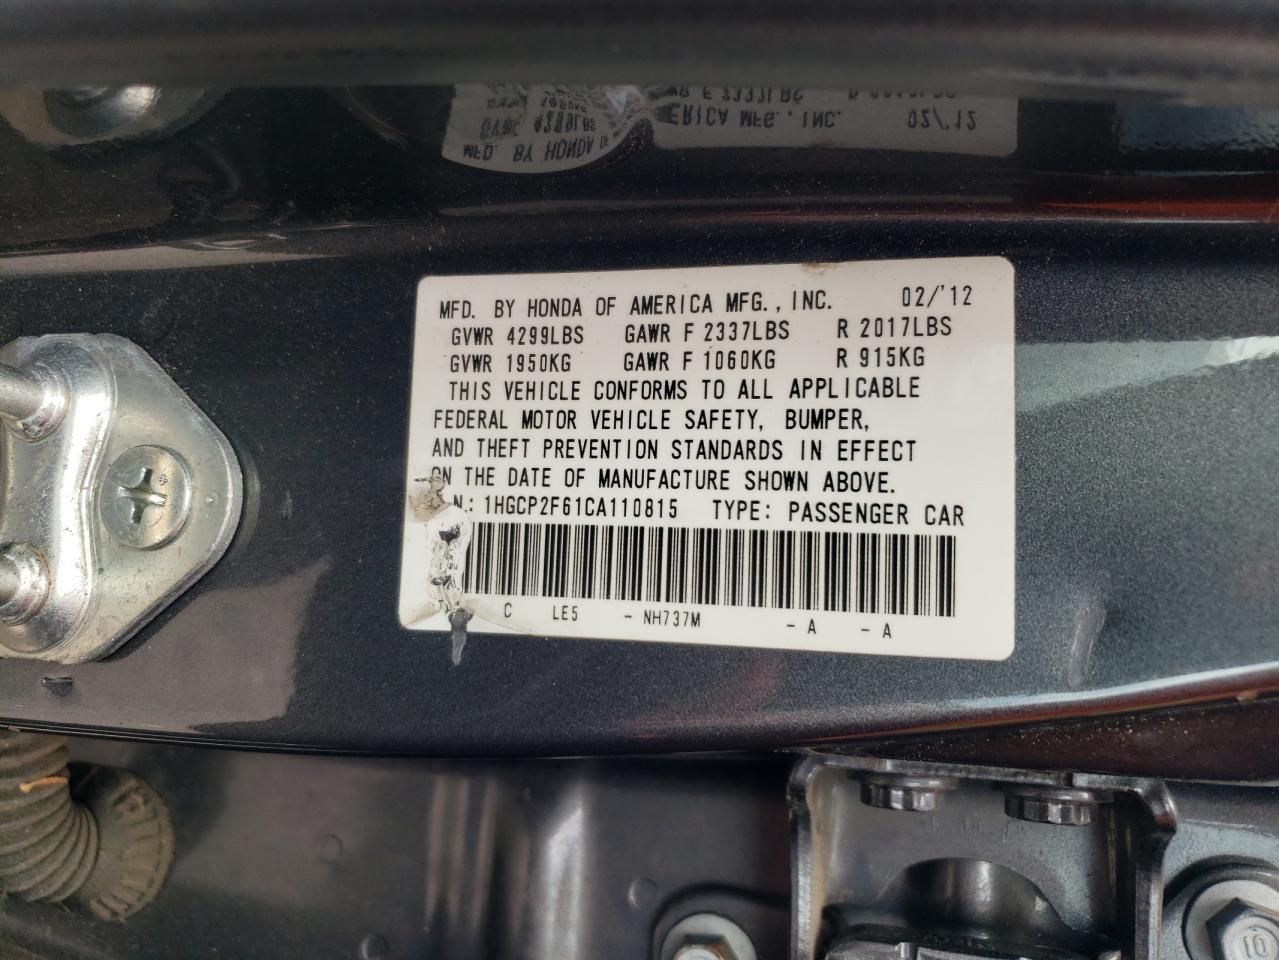 MFD. BY HONDA OF AMERICA MFG., INC. 02/'12
GVWR 4299LBS GAWR F 2337LBS R 2017LBS
GVWR 1950KG GAWR F 1060KG R 915KG
THIS VEHICLE CONFORMS TO ALL APPLICABLE
FEDERAL MOTOR VEHICLE SAFETY, BUMPER,
AND THEFT PREVENTION STANDARDS IN EFFECT
ON THE DATE OF MANUFACTURE SHOWN ABOVE.
N: 1HGCP2F61CA110815 TYPE: PASSENGER CAR
C LE5 - NH737M - A - A
10